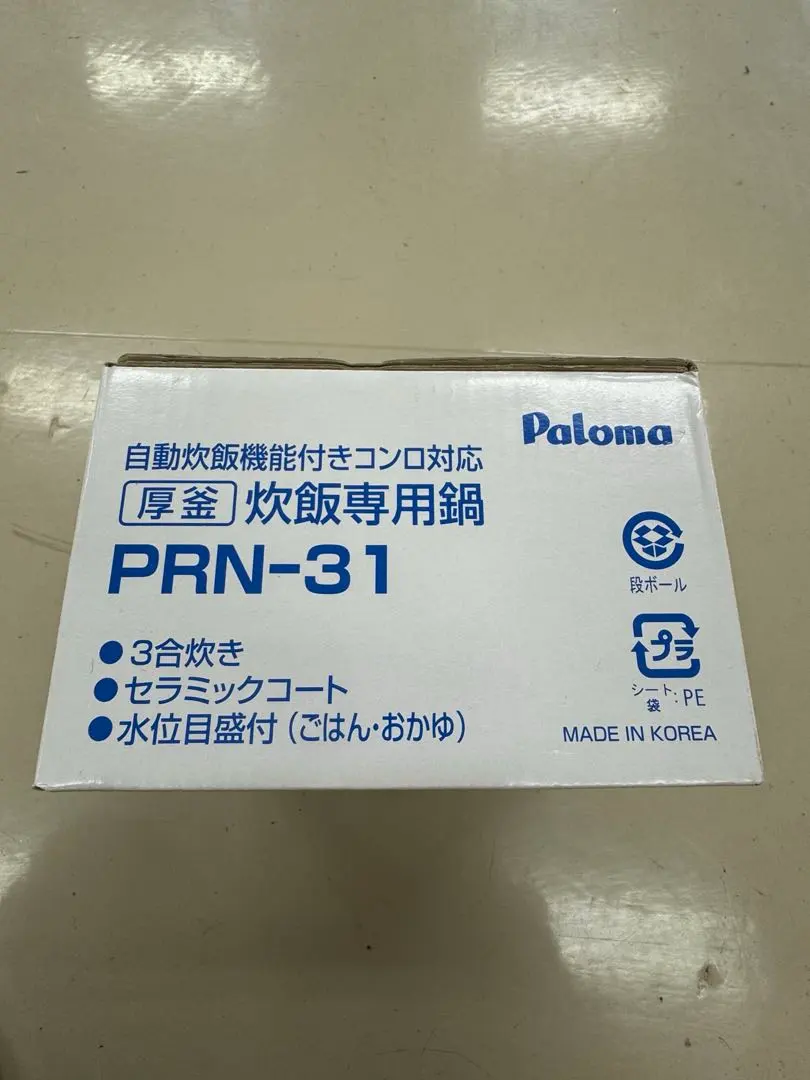 Paloma
自動炊飯機能付きコンロ対応
厚釜 炊飯専用鍋
PRN-31
● 3合炊き
● セラミックコート
● 水位目盛付(ごはん・おかゆ)
段ボール
プラ
シート・袋:PE
MADE IN KOREA